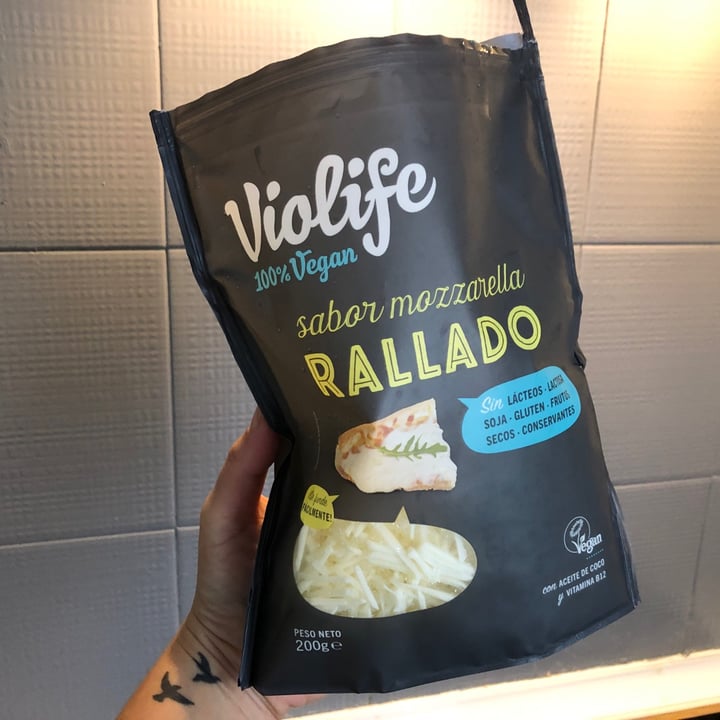 Violife
100% Vegan
sabor mozzarella
RALLADO
Sin LÁCTEOS - LACTOSA
SOJA - GLUTEN - FRUTOS
SECOS - CONSERVANTES
funde
FÁCILMENTE!
Vegan
con ACEITE DE COCO
y VITAMINA B12
PESO NETO
200g e